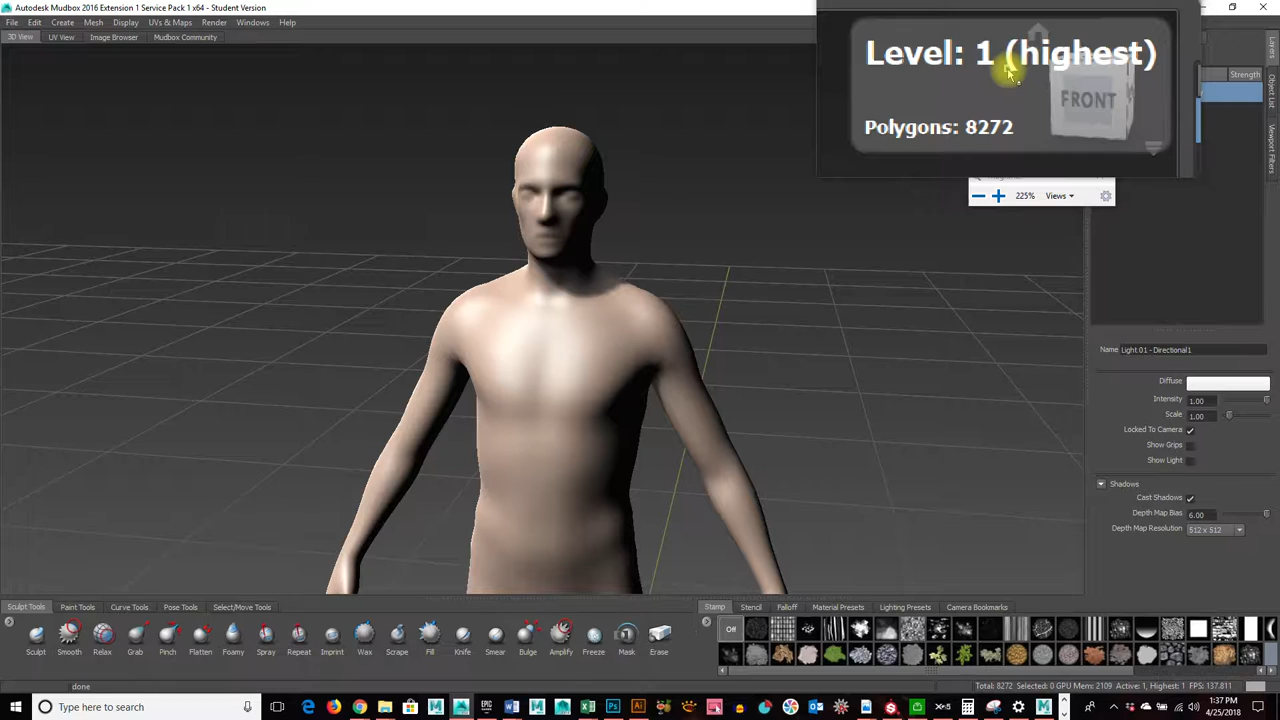 Autodesk Mudbox 2016 Extension 1 Service Pack 1 x64 - Student Version
File Edit Create Mesh Display UVs & Maps Render Windows Help
3D View UV View Image Browser Mudbox Community
Level: 1 (highest)
FRONT
Polygons: 8272
225% Views
Layers
Object List
Viewport Filters
Strength
Name Light 01 - Directional1
Diffuse
Intensity 1.00
Scale 1.00
Locked To Camera
Show Grips
Show Light
Shadows
Cast Shadows
Depth Map Bias 6.00
Depth Map Resolution 512 x 512
Sculpt Tools Paint Tools Curve Tools Pose Tools Select/Move Tools
Stamp Stencil Falloff Material Presets Lighting Presets Camera Bookmarks
Off
Sculpt Smooth Relax Grab Pinch Flatten Foamy Spray Repeat Imprint Wax Scrape Fill Knife Smear Bulge Amplify Freeze Mask Erase
done
Total: 8272 Selected: 0 GPU Mem: 2109 Active: 1, Highest: 1 FPS: 137.811
Type here to search
1:37 PM
4/25/2018